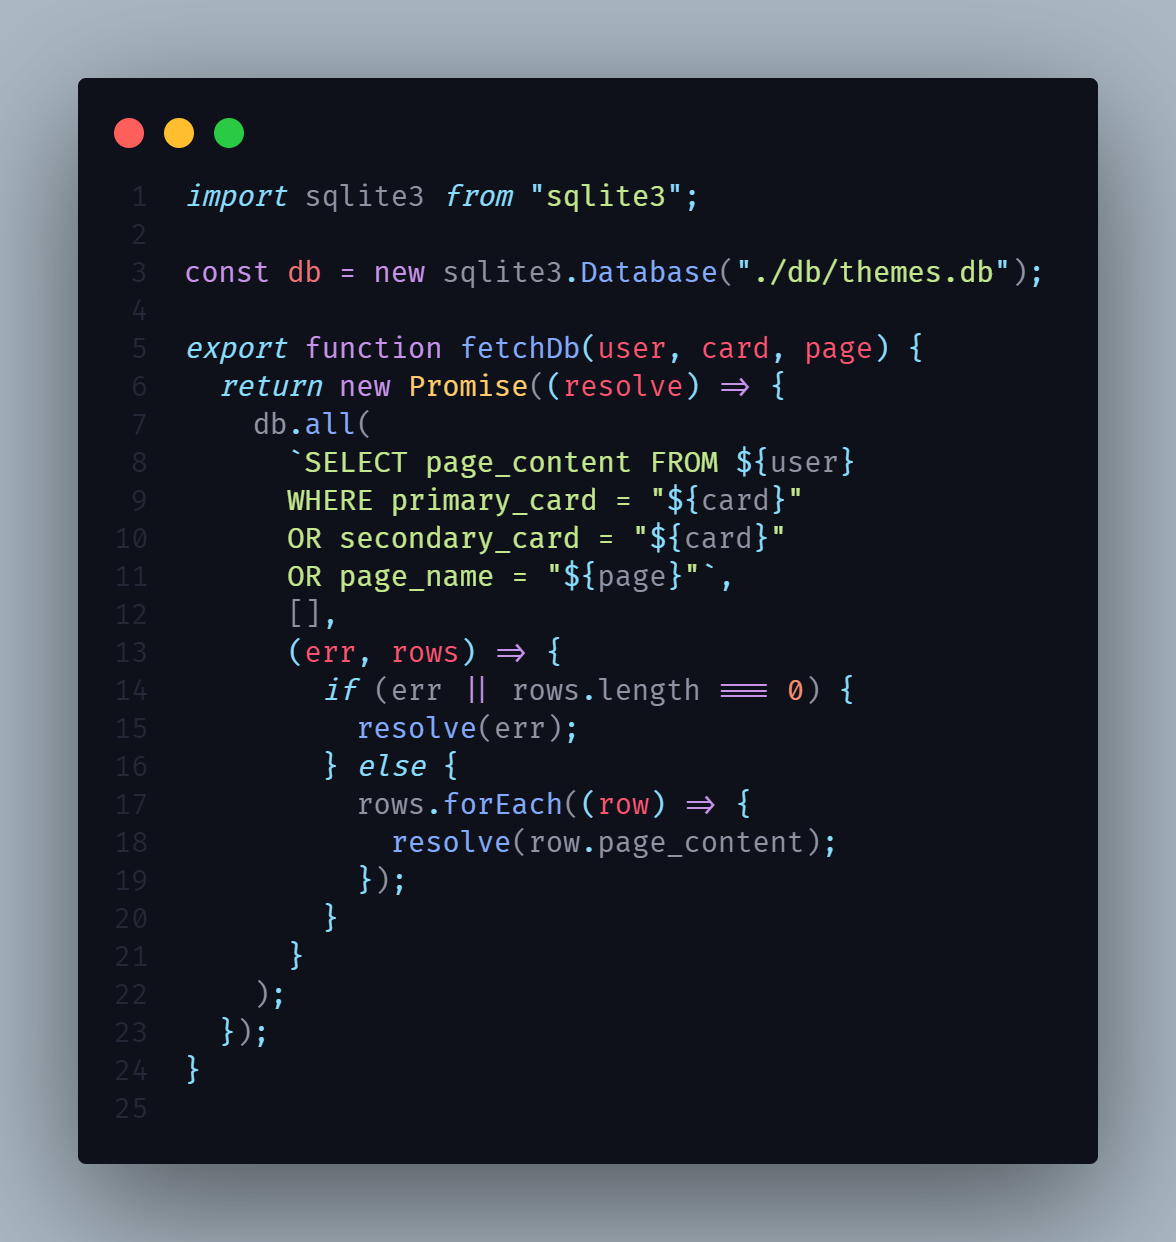 1 import sqlite3 from "sqlite3";
2
3 const db = new sqlite3.Database("./db/themes.db");
4
5 export function fetchDb(user, card, page) {
6   return new Promise((resolve) => {
7     db.all(
8       `SELECT page_content FROM ${user}
9       WHERE primary_card = "${card}"
10       OR secondary_card = "${card}"
11       OR page_name = "${page}"`,
12       [],
13       (err, rows) => {
14         if (err || rows.length === 0) {
15           resolve(err);
16         } else {
17           rows.forEach((row) => {
18             resolve(row.page_content);
19           });
20         }
21       }
22     );
23   });
24 }
25